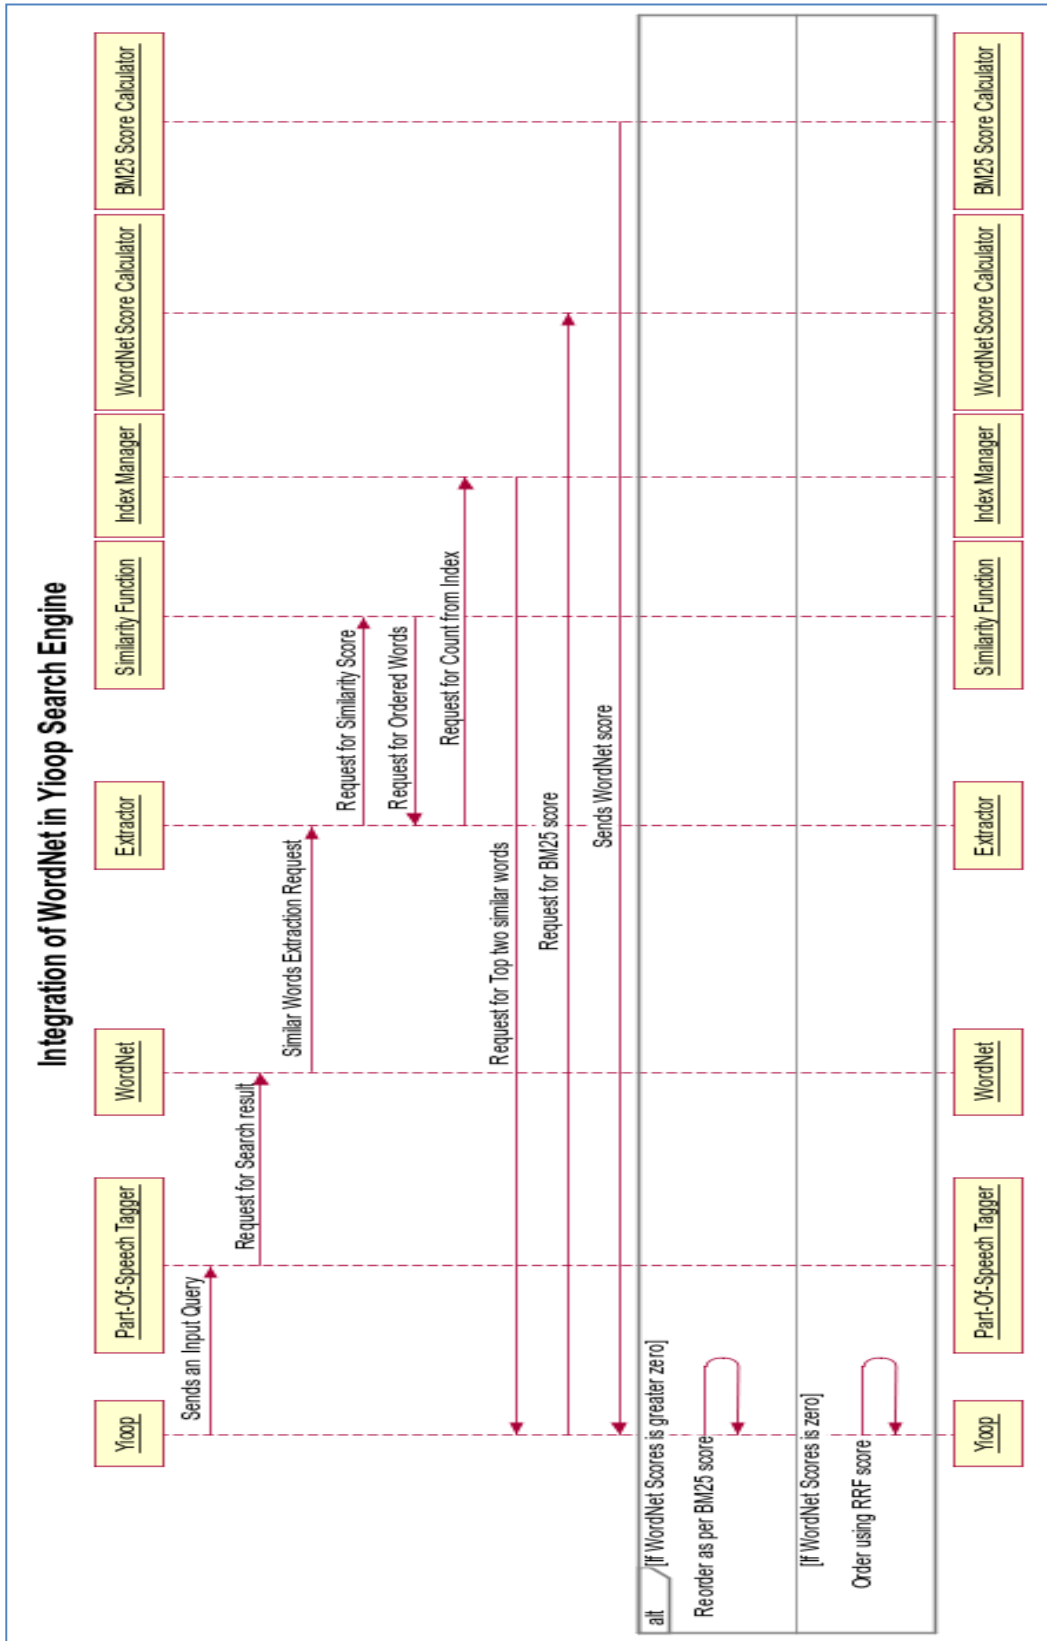 Integration of WordNet in Yioop Search Engine
Yioop
Part-Of-Speech Tagger
WordNet
Extractor
Similarity Function
Index Manager
WordNet Score Calculator
BM25 Score Calculator
Sends an Input Query
Request for Search result
Similar Words Extraction Request
Request for Similarity Score
Request for Ordered Words
Request for Count from Index
Request for Top two similar words
Request for BM25 score
Sends WordNet score
alt
[If WordNet Scores is greater zero]
Reorder as per BM25 score
[If WordNet Scores is zero]
Order using RRF score
Yioop
Part-Of-Speech Tagger
WordNet
Extractor
Similarity Function
Index Manager
WordNet Score Calculator
BM25 Score Calculator